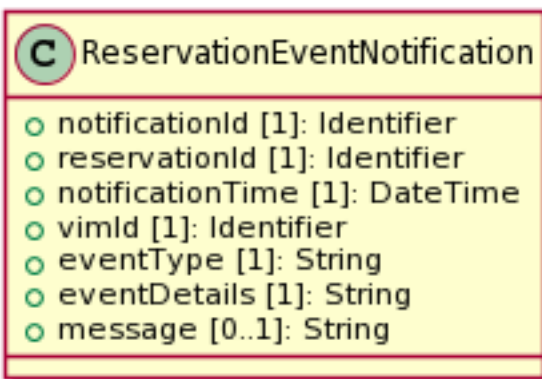 C ReservationEventNotification
notificationId [1]: Identifier
reservationId [1]: Identifier
notificationTime [1]: DateTime
vimId [1]: Identifier
eventType [1]: String
eventDetails [1]: String
message [0..1]: String